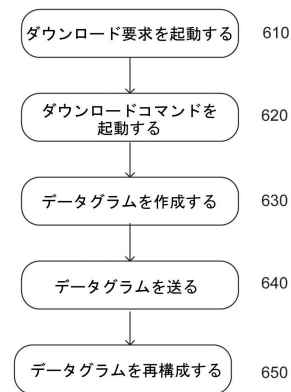 ダウンロード要求を起動する 610
ダウンロードコマンドを
起動する 620
データグラムを作成する 630
データグラムを送る 640
データグラムを再構成する 650